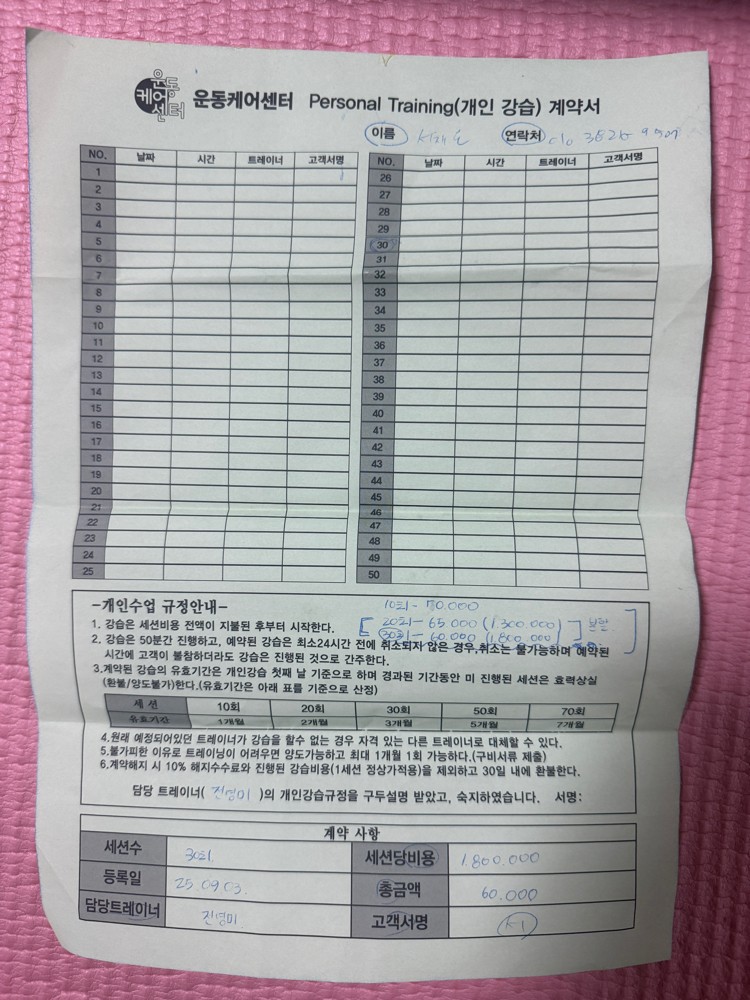 운동
케어
센터
운동케어센터 Personal Training(개인 강습) 계약서
이름 연락처
NO. 날짜 시간 트레이너 고객서명 NO. 날짜 시간 트레이너 고객서명
1 26
2 27
3 28
4 29
5 30
6 31
7 32
8 33
9 34
10 35
11 36
12 37
13 38
14 39
15 40
16 41
17 42
18 43
19 44
20 45
21 46
22 47
23 48
24 49
25 50
-개인수업 규정안내-
10회- 70.000
20회- 65.000 (1.300.000)
30회- 60.000 (1.800.000)
1. 강습은 세션비용 전액이 지불된 후부터 시작한다.
2. 강습은 50분간 진행하고, 예약된 강습은 최소24시간 전에 취소되지 않은 경우,취소는 불가능하며 예약된
시간에 고객이 불참하더라도 강습은 진행된 것으로 간주한다.
3.계약된 강습의 유효기간은 개인강습 첫째 날 기준으로 하며 경과된 기간동안 미 진행된 세션은 효력상실
(환불/양도불가)한다.(유효기간은 아래 표를 기준으로 산정)
세 션 10회 20회 30회 50회 70회
유효기간 1개월 2개월 3개월 5개월 7개월
4.원래 예정되어있던 트레이너가 강습을 할수 없는 경우 자격 있는 다른 트레이너로 대체할 수 있다.
5.불가피한 이유로 트레이닝이 어려우면 양도가능하고 최대 1개월 1회 가능하다.(구비서류 제출)
6.계약해지 시 10% 해지수수료와 진행된 강습비용(1세션 정상가적용)을 제외하고 30일 내에 환불한다.
담당 트레이너( 전영미 )의 개인강습규정을 구두설명 받았고, 숙지하였습니다. 서명:
계약 사항
세션수 30회. 세션당비용 1.800.000
등록일 25.09.03. 총금액 60.000
담당트레이너 전영미. 고객서명